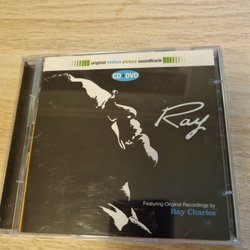 original motion picture soundtrack
CD+DVD
Ray
Featuring Original Recordings by
Ray Charles